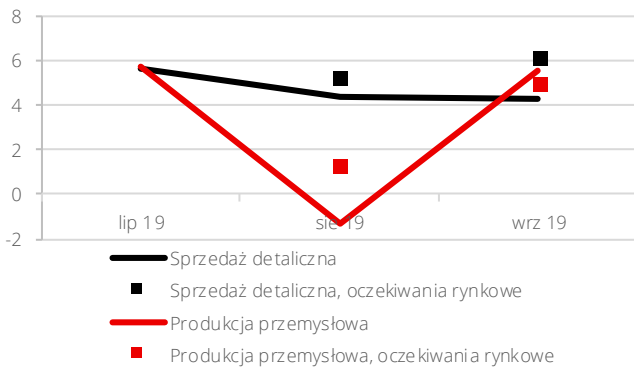 8
6
4
2
0
-2
lip 19
sie 19
wrz 19
Sprzedaż detaliczna
Sprzedaż detaliczna, oczekiwania rynkowe
Produkcja przemysłowa
Produkcja przemysłowa, oczekiwania rynkowe